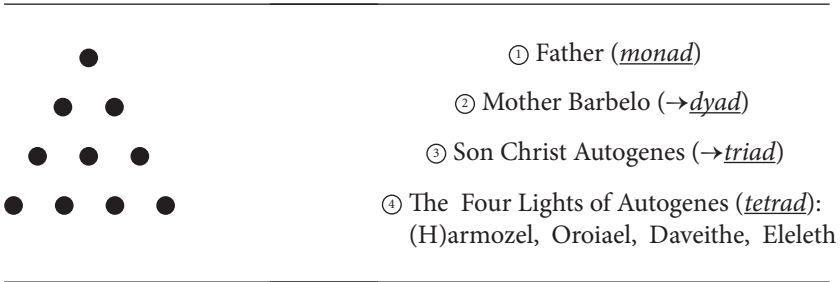 ① Father (monad)
② Mother Barbelo (→dyad)
③ Son Christ Autogenes (→triad)
④ The Four Lights of Autogenes (tetrad):
(H)armozel, Oroiael, Daveithe, Eleleth